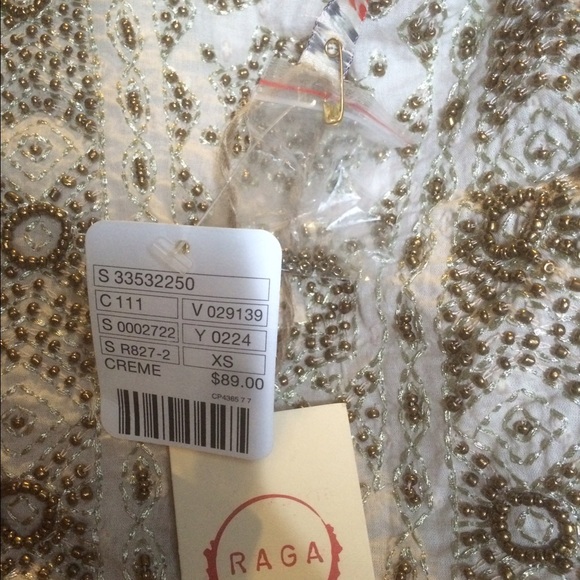 S 33532250
C 111 V 029139
S 0002722 Y 0224
S R827-2 XS
CREME $89.00
CP4365 7 7
RAGA